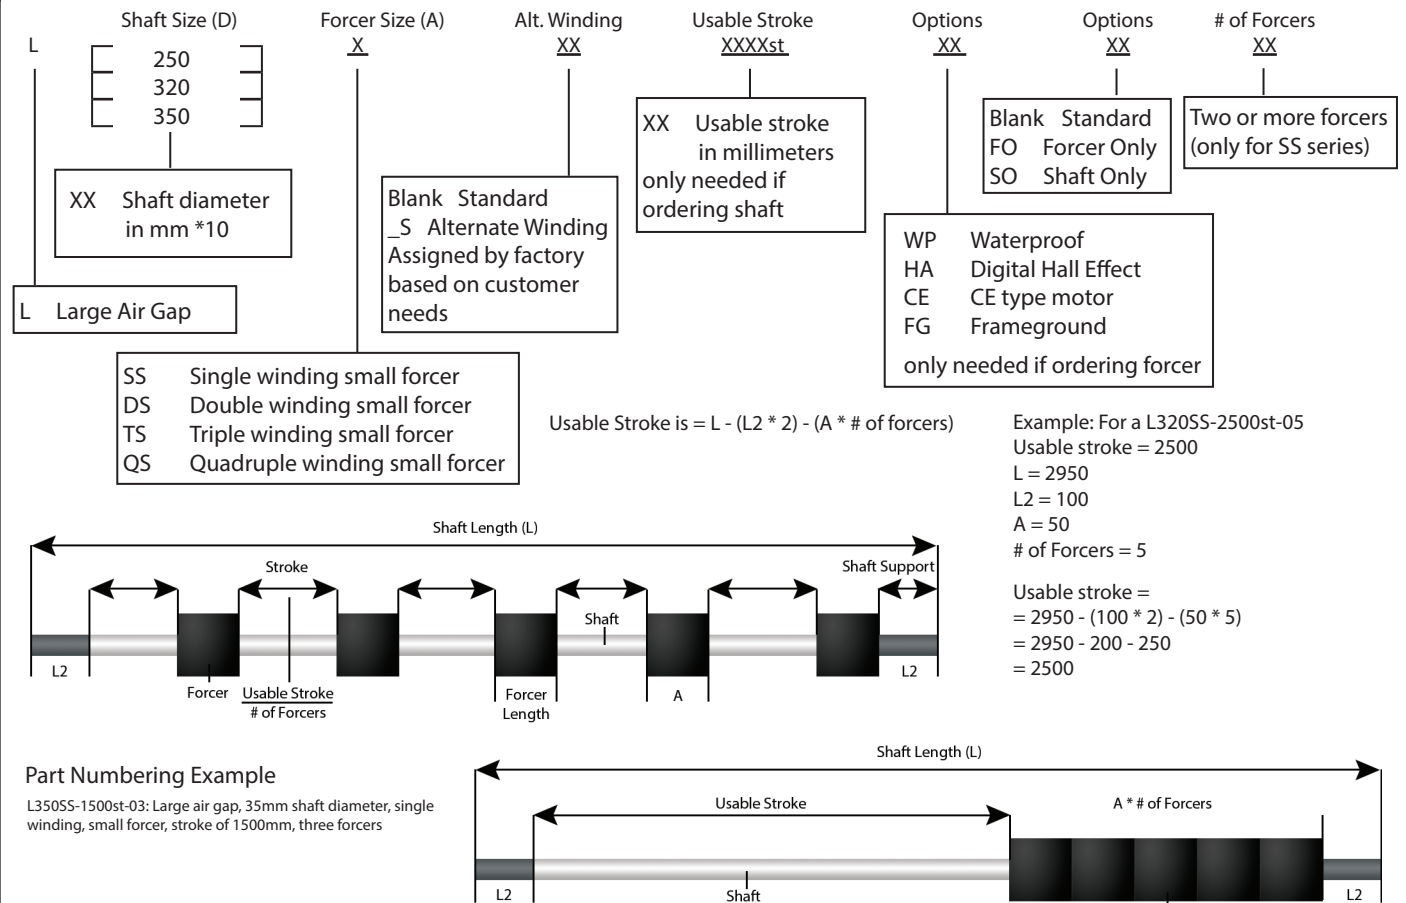 Shaft Size (D)
Forcer Size (A)
Alt. Winding
Usable Stroke
Options
Options
# of Forcers
L
250
320
350
X
XX
XXXXst
XX
XX
XX
XX Shaft diameter
in mm *10
L Large Air Gap
Blank Standard
_S Alternate Winding
Assigned by factory
based on customer
needs
XX Usable stroke
in millimeters
only needed if
ordering shaft
Blank Standard
FO Forcer Only
SO Shaft Only
Two or more forcers
(only for SS series)
WP Waterproof
HA Digital Hall Effect
CE CE type motor
FG Frameground
only needed if ordering forcer
SS Single winding small forcer
DS Double winding small forcer
TS Triple winding small forcer
QS Quadruple winding small forcer
Usable Stroke is = L - (L2 * 2) - (A * # of forcers)
Example: For a L320SS-2500st-05
Usable stroke = 2500
L = 2950
L2 = 100
A = 50
# of Forcers = 5
Usable stroke =
= 2950 - (100 * 2) - (50 * 5)
= 2950 - 200 - 250
= 2500
Shaft Length (L)
Stroke
Shaft Support
Shaft
L2
Forcer
Usable Stroke
# of Forcers
Forcer
Length
A
L2
Part Numbering Example
L350SS-1500st-03: Large air gap, 35mm shaft diameter, single
winding, small forcer, stroke of 1500mm, three forcers
Shaft Length (L)
Usable Stroke
A * # of Forcers
L2
Shaft
L2